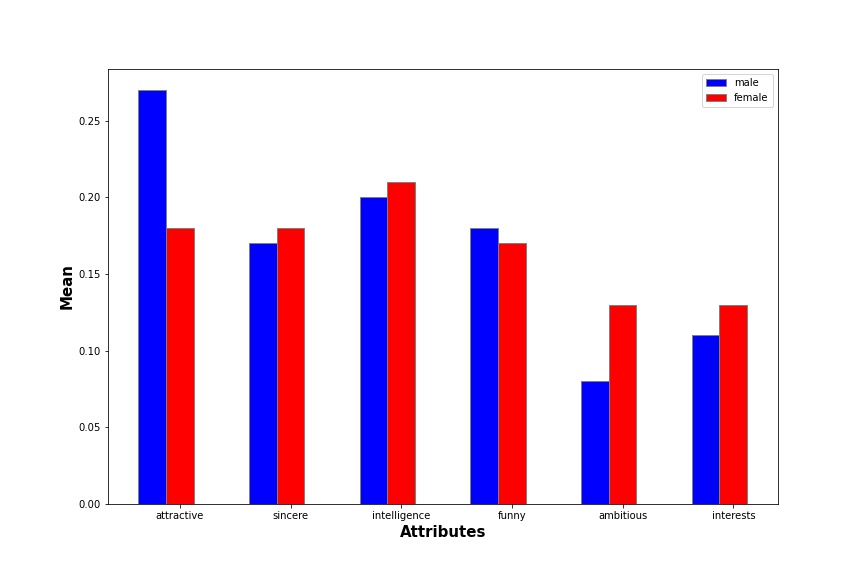 male
female
0.25
0.20
0.15
0.10
0.05
0.00
Mean
attractive sincere intelligence funny ambitious interests
Attributes